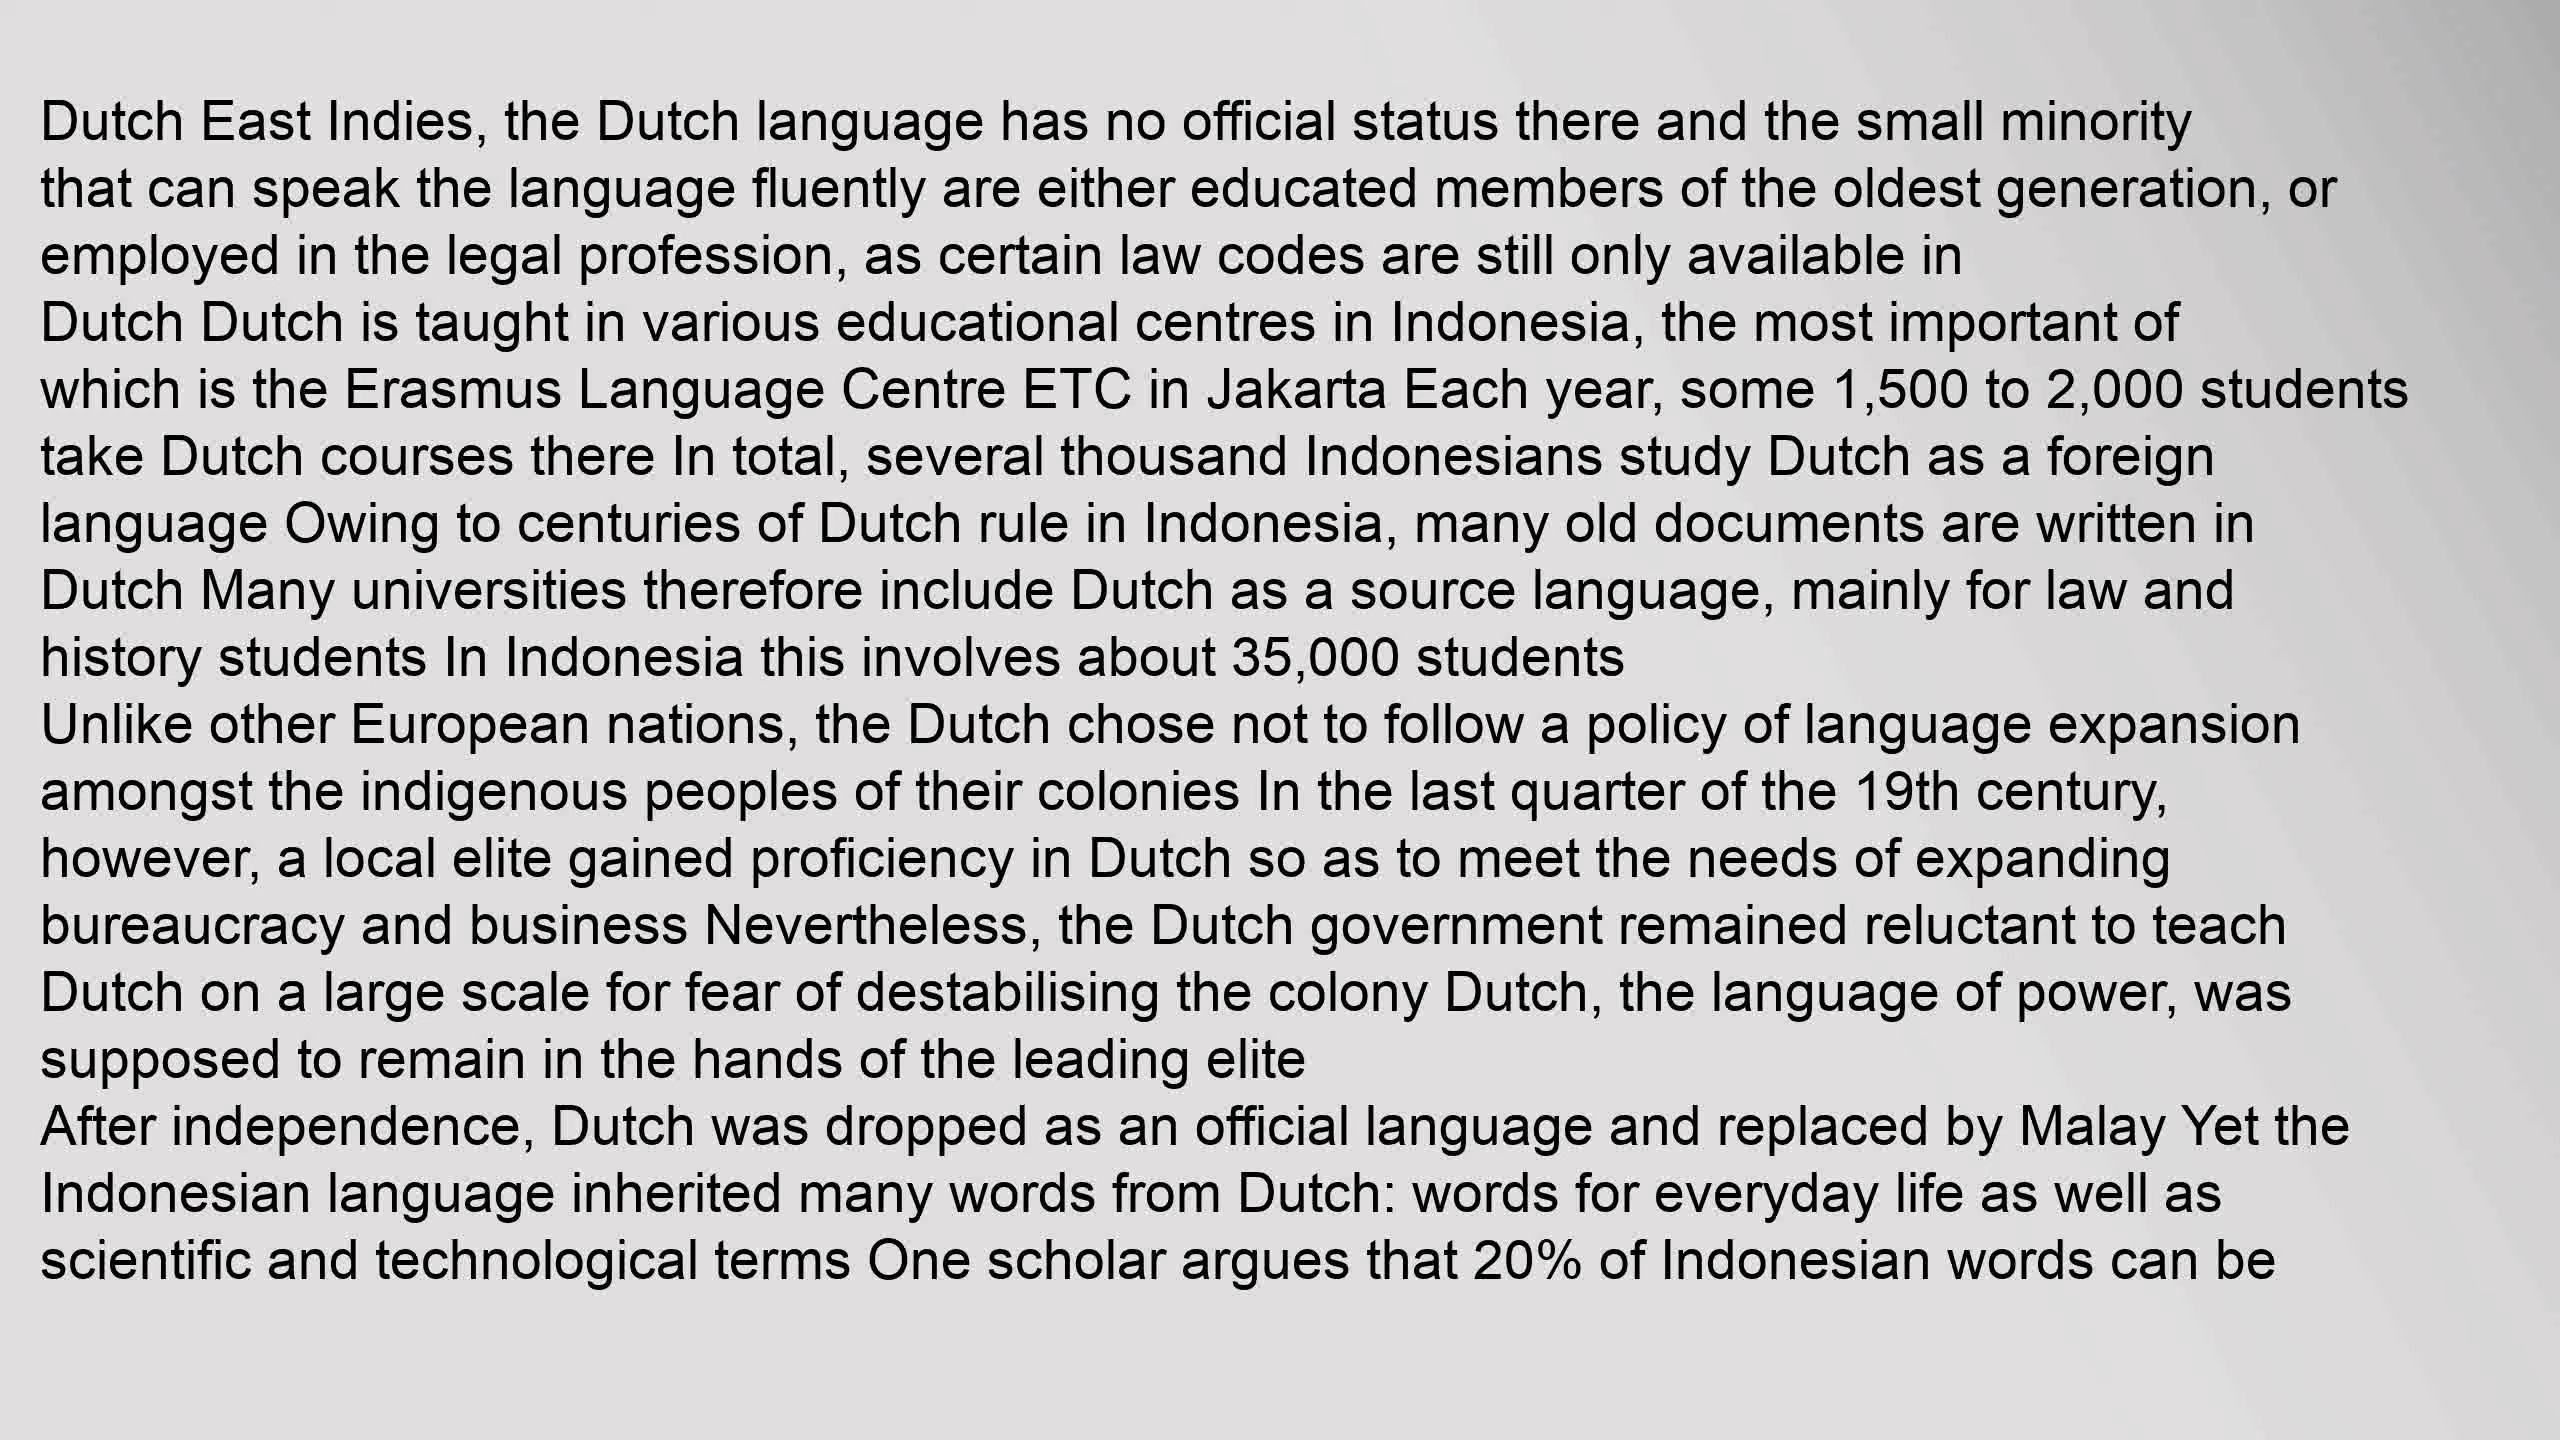 Dutch East Indies, the Dutch language has no official status there and the small minority
that can speak the language fluently are either educated members of the oldest generation, or
employed in the legal profession, as certain law codes are still only available in
Dutch Dutch is taught in various educational centres in Indonesia, the most important of
which is the Erasmus Language Centre ETC in Jakarta Each year, some 1,500 to 2,000 students
take Dutch courses there In total, several thousand Indonesians study Dutch as a foreign
language Owing to centuries of Dutch rule in Indonesia, many old documents are written in
Dutch Many universities therefore include Dutch as a source language, mainly for law and
history students In Indonesia this involves about 35,000 students
Unlike other European nations, the Dutch chose not to follow a policy of language expansion
amongst the indigenous peoples of their colonies In the last quarter of the 19th century,
however, a local elite gained proficiency in Dutch so as to meet the needs of expanding
bureaucracy and business Nevertheless, the Dutch government remained reluctant to teach
Dutch on a large scale for fear of destabilising the colony Dutch, the language of power, was
supposed to remain in the hands of the leading elite
After independence, Dutch was dropped as an official language and replaced by Malay Yet the
Indonesian language inherited many words from Dutch: words for everyday life as well as
scientific and technological terms One scholar argues that 20% of Indonesian words can be